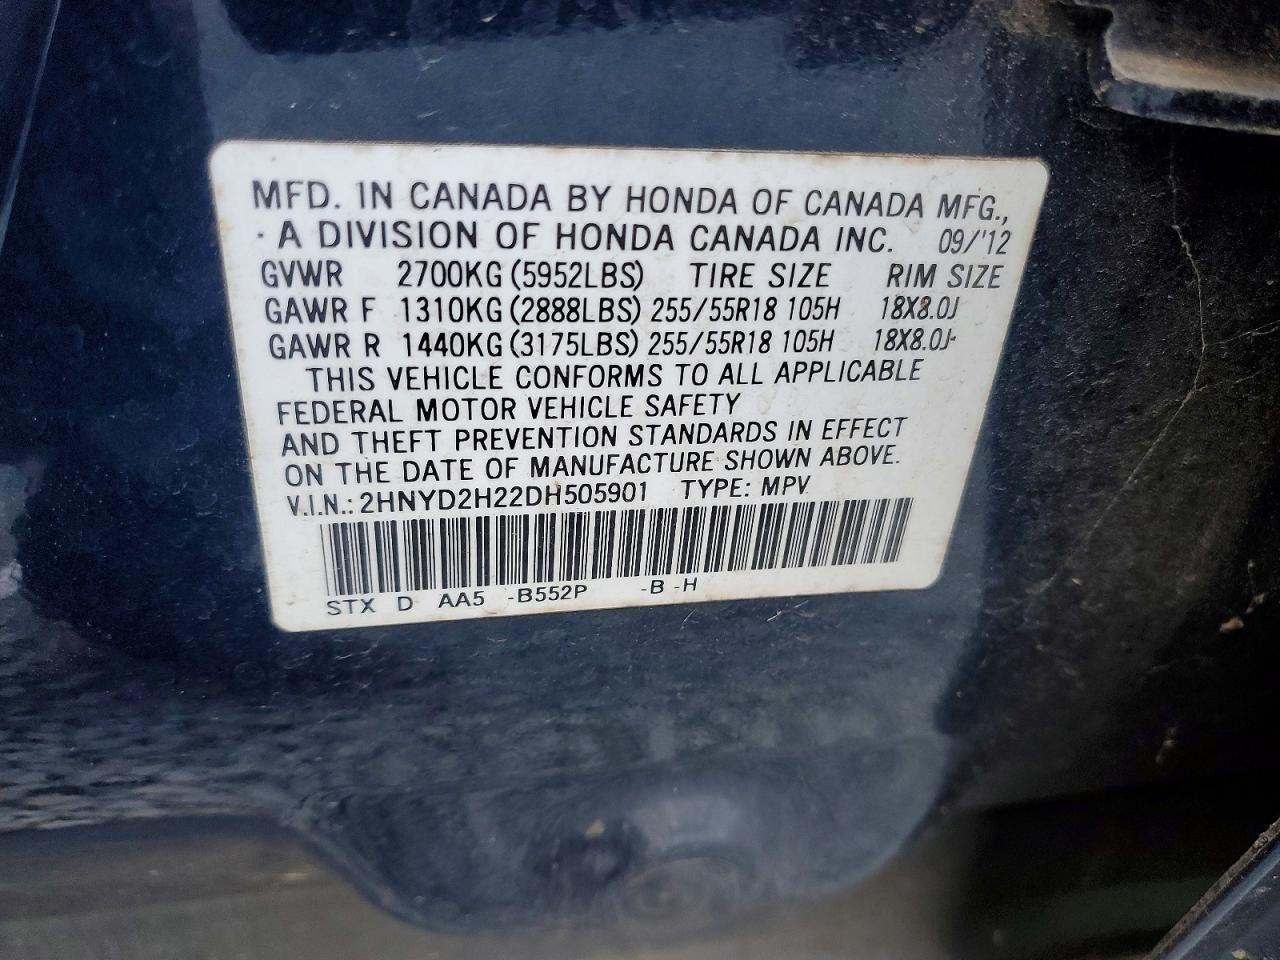 MFD. IN CANADA BY HONDA OF CANADA MFG.,
A DIVISION OF HONDA CANADA INC. 09/'12
GVWR 2700KG (5952LBS) TIRE SIZE RIM SIZE
GAWR F 1310KG (2888LBS) 255/55R18 105H 18X8.0J
GAWR R 1440KG (3175LBS) 255/55R18 105H 18X8.0J
THIS VEHICLE CONFORMS TO ALL APPLICABLE
FEDERAL MOTOR VEHICLE SAFETY
AND THEFT PREVENTION STANDARDS IN EFFECT
ON THE DATE OF MANUFACTURE SHOWN ABOVE.
V.I.N.: 2HNYD2H22DH505901 TYPE: MPV
STX D AA5 -B552P -B -H